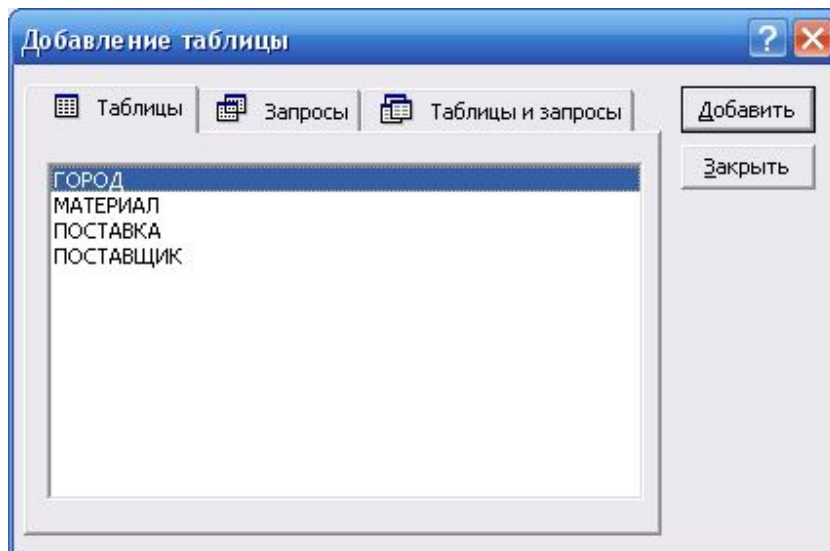 Добавление таблицы
Таблицы Запросы Таблицы и запросы Добавить
Закрыть
ГОРОД
МАТЕРИАЛ
ПОСТАВКА
ПОСТАВЩИК